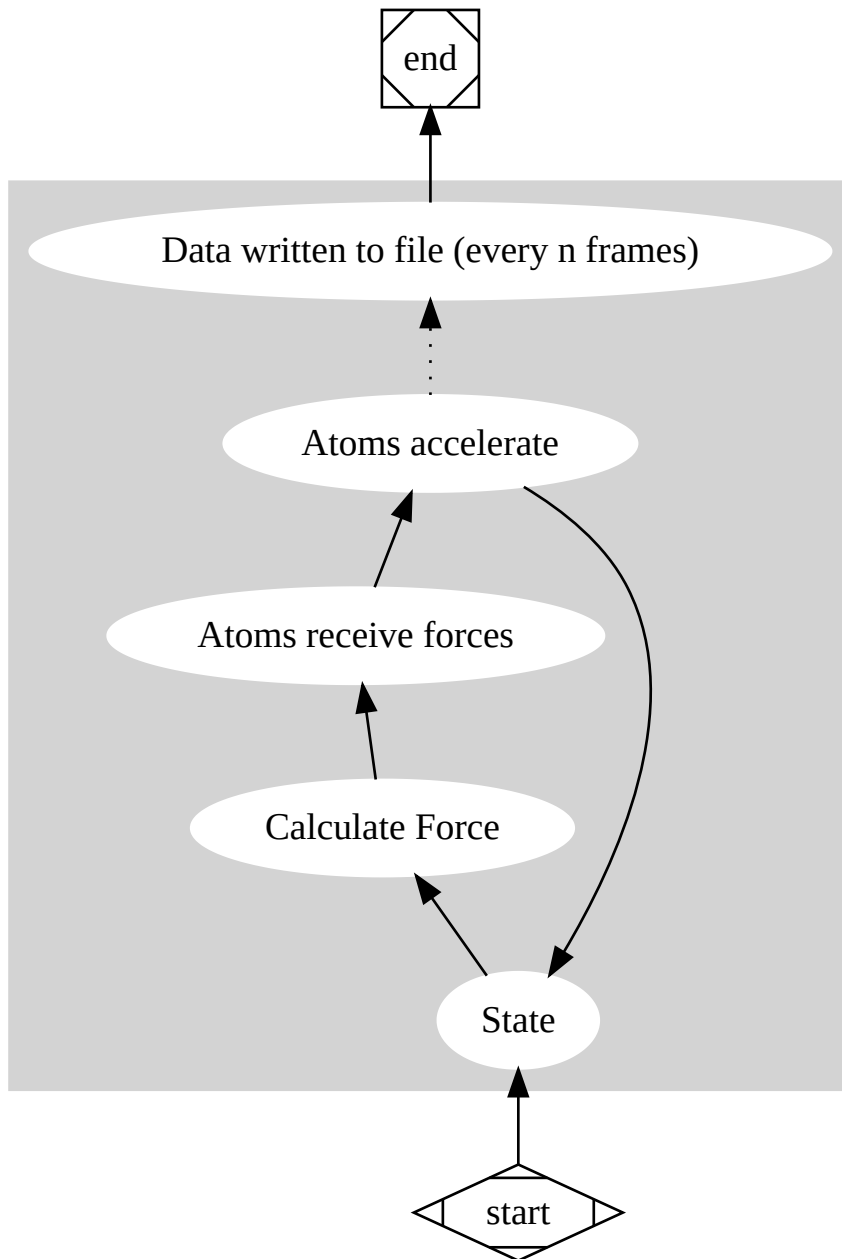 end
Data written to file (every n frames)
Atoms accelerate
Atoms receive forces
Calculate Force
State
start